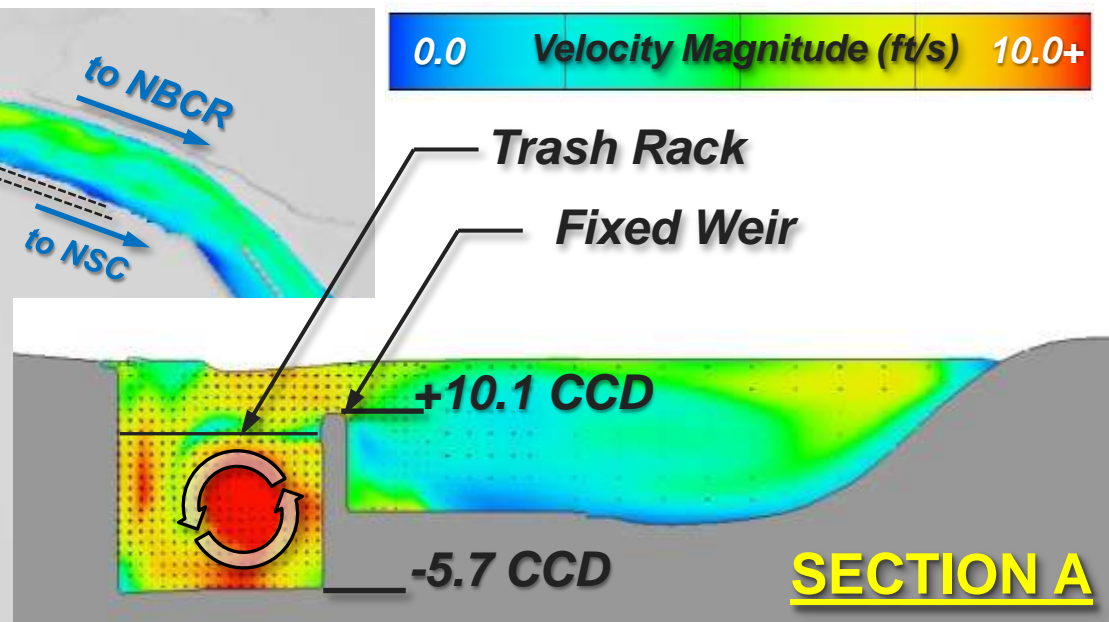 0.0 Velocity Magnitude (ft/s) 10.0+
to NBCR
to NSC
Trash Rack
Fixed Weir
+10.1 CCD
-5.7 CCD
SECTION A